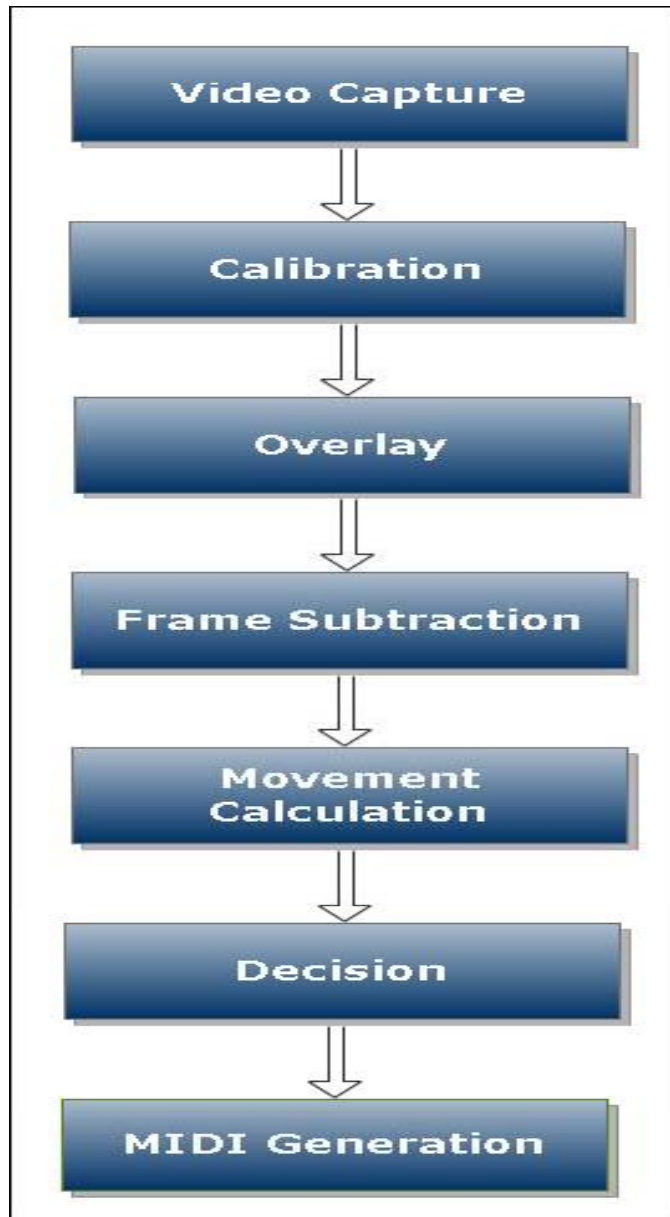 Video Capture
Calibration
Overlay
Frame Subtraction
Movement
Calculation
Decision
MIDI Generation